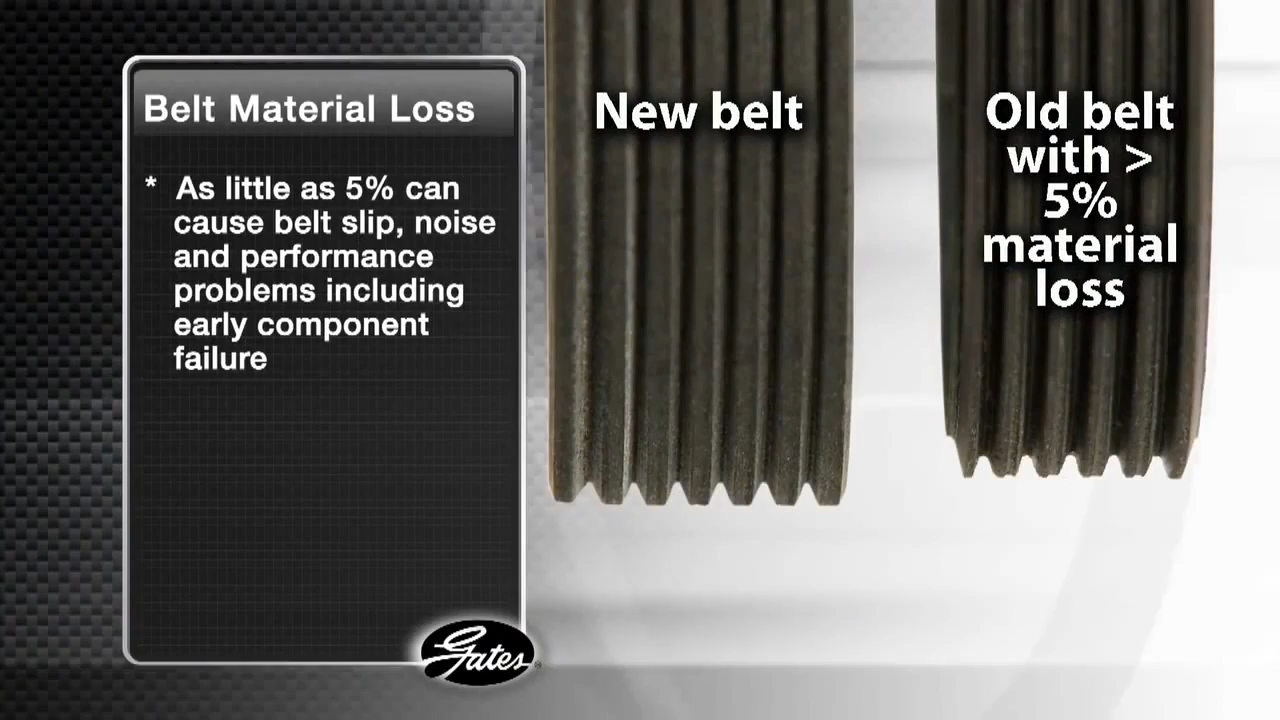 Belt Material Loss
* As little as 5% can
cause belt slip, noise
and performance
problems including
early component
failure
New belt
Old belt
with >
5%
material
loss
Gates